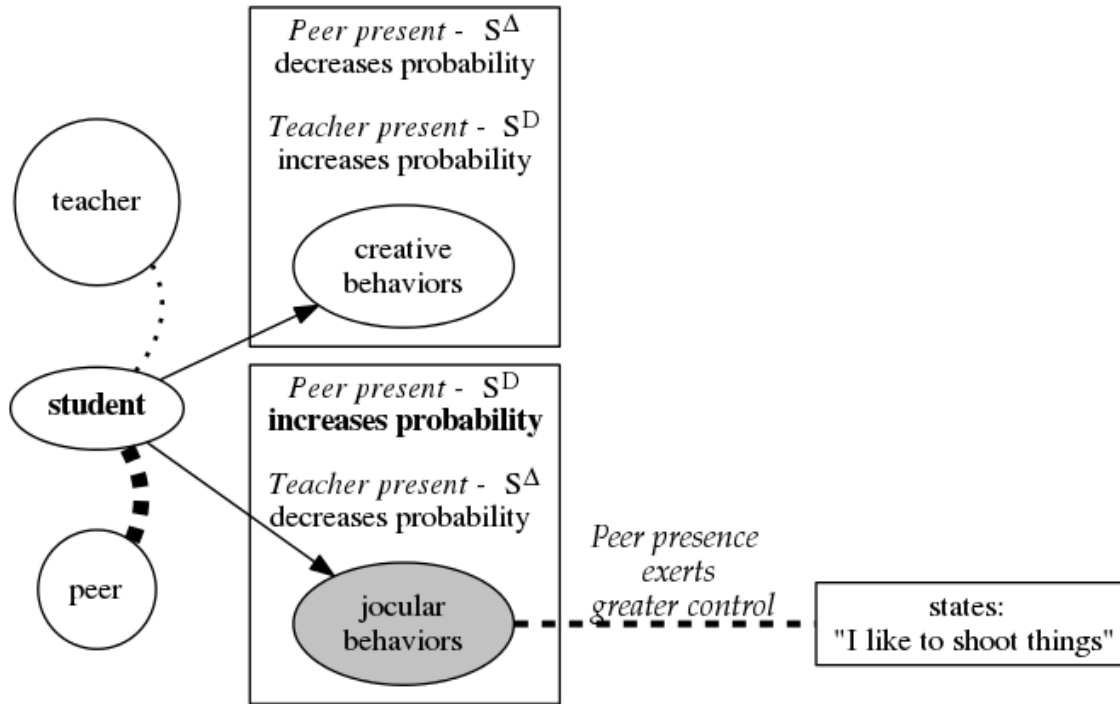 Peer present - S^Δ
decreases probability
Teacher present - S^D
increases probability
teacher
creative
behaviors
student
Peer present - S^D
increases probability
Teacher present - S^Δ
decreases probability
peer
jocular
behaviors
Peer presence
exerts
greater control
states:
"I like to shoot things"